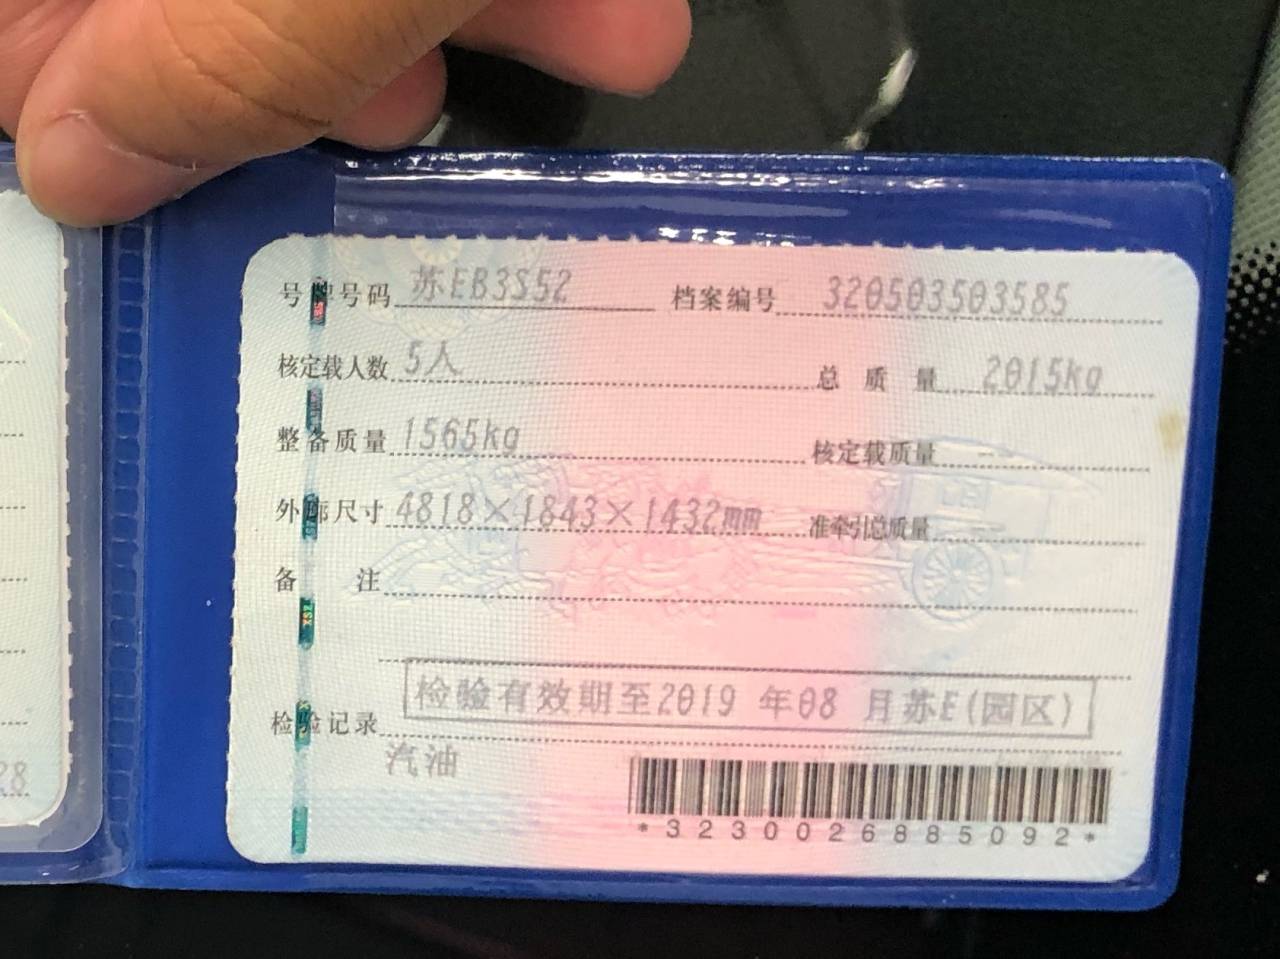 号牌号码 苏EB3S52 档案编号 320503503585
核定载人数 5人 总质量 2015kg
整备质量 1565kg 核定载质量 --
外廓尺寸 4818×1843×1432mm 准牵引总质量 --
备注
检验记录 检验有效期至2019 年08 月苏E(园区)
汽油
*3230026885092*
28